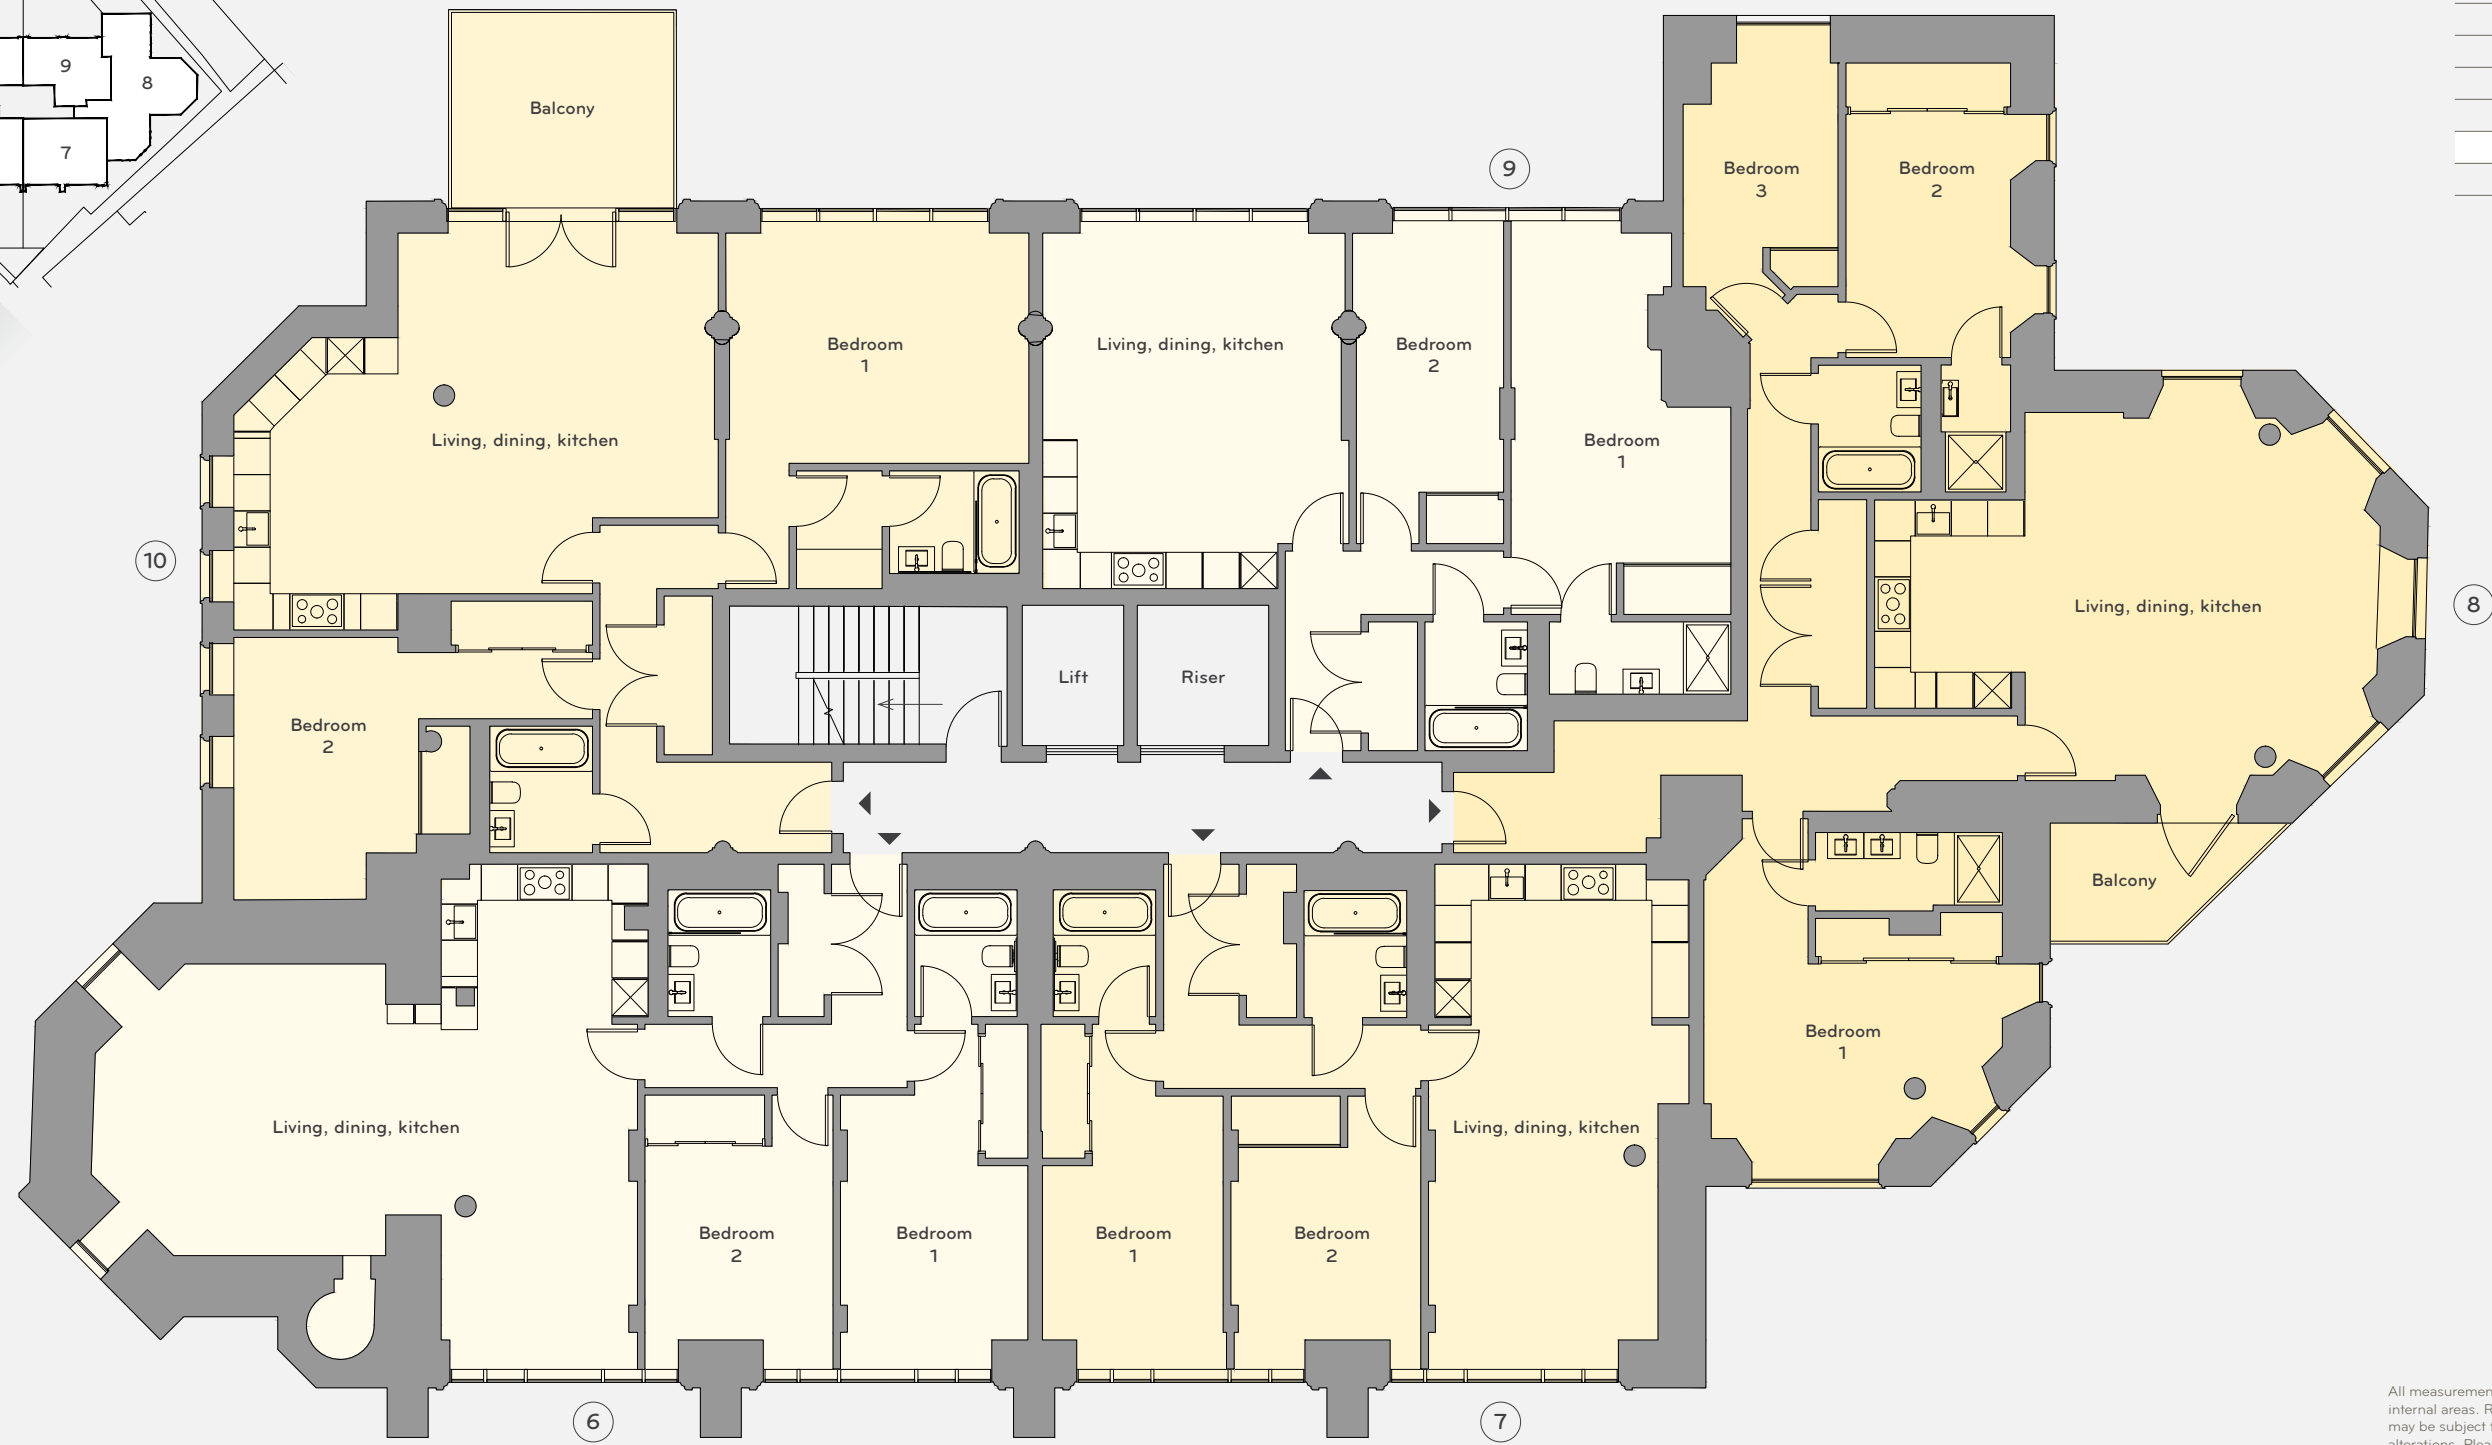 9
8
7
Balcony
9
Bedroom
3
Bedroom
2
Bedroom
1
Living, dining, kitchen
Bedroom
2
Living, dining, kitchen
Bedroom
1
10
Living, dining, kitchen
8
Lift
Riser
Bedroom
2
Balcony
Bedroom
1
Living, dining, kitchen
Living, dining, kitchen
Bedroom
2
Bedroom
1
Bedroom
1
Bedroom
2
6
7
All
internal areas.
may be subject